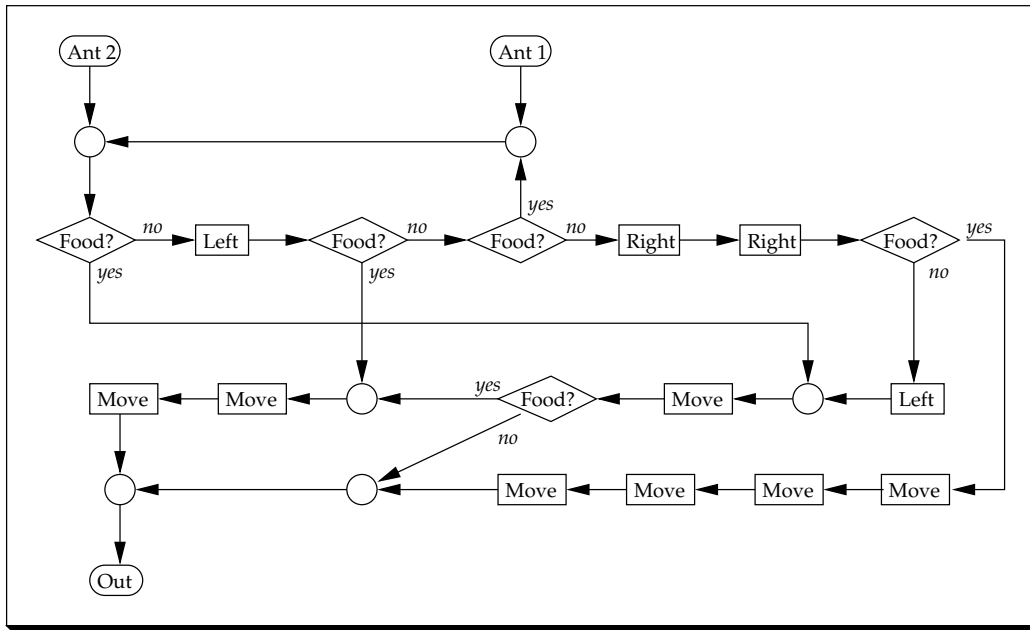 Ant 2
Ant 1
yes
Food?
no
Left
Food?
no
Food?
no
Right
Right
Food?
yes
yes
yes
no
Move
Move
yes
Food?
Move
Left
no
Move
Move
Move
Move
Out